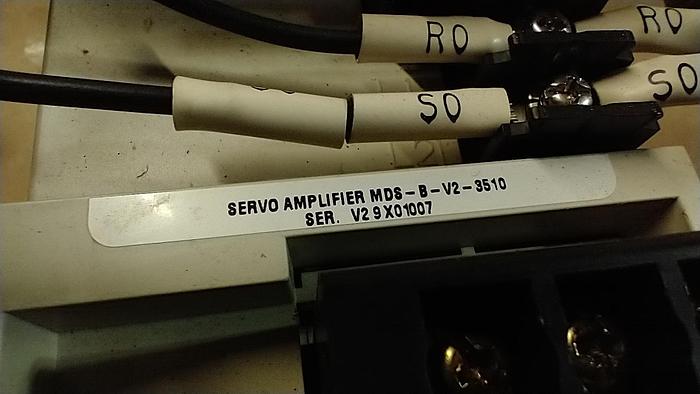 RO
RO
SO
SO
SERVO AMPLIFIER MDS-B-V2-3510
SER. V29X01007